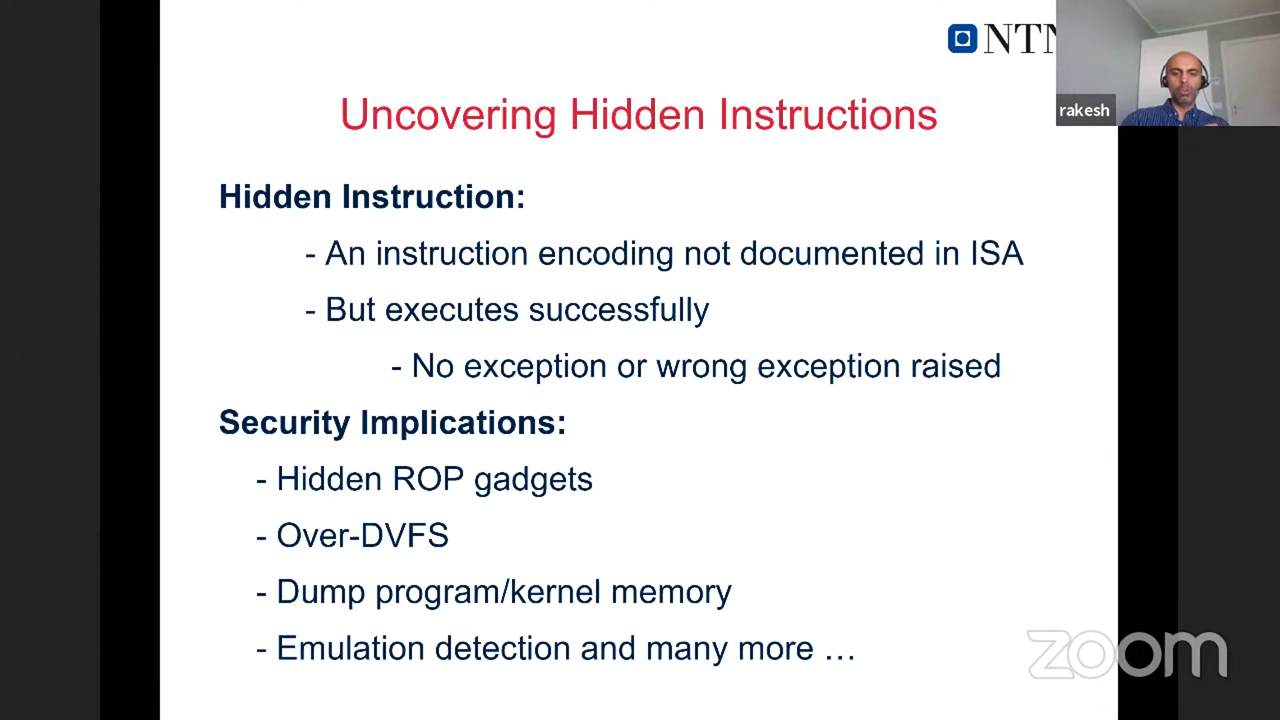 NTN
rakesh
Uncovering Hidden Instructions
Hidden Instruction:
- An instruction encoding not documented in ISA
- But executes successfully
- No exception or wrong exception raised
Security Implications:
- Hidden ROP gadgets
- Over-DVFS
- Dump program/kernel memory
- Emulation detection and many more …
zoom